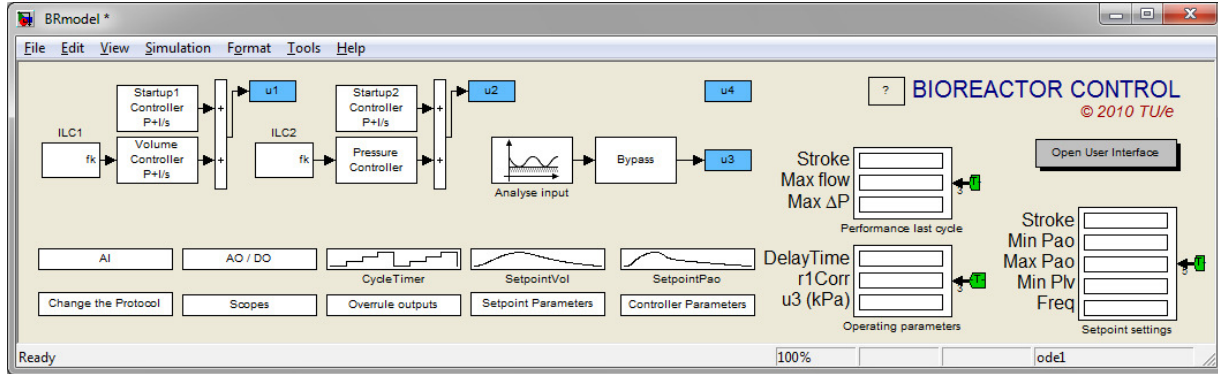 BRmodel *
File Edit View Simulation Format Tools Help
Startup1
Controller
P+I/s
+
u1
Startup2
Controller
P+I/s
+
u2
u4
?
BIOREACTOR CONTROL
© 2010 TU/e
ILC1
fk
Volume
Controller
P+I/s
+
ILC2
fk
Pressure
Controller
+
Analyse input
Bypass
u3
Open User Interface
Stroke
Max flow
Max ΔP
3
Performance last cycle
Stroke
Min Pao
Max Pao
Min Plv
Freq
5
Setpoint settings
AI
AO / DO
CycleTimer
SetpointVol
SetpointPao
DelayTime
r1Corr
u3 (kPa)
3
Operating parameters
Change the Protocol
Scopes
Overrule outputs
Setpoint Parameters
Controller Parameters
Ready
100%
ode1